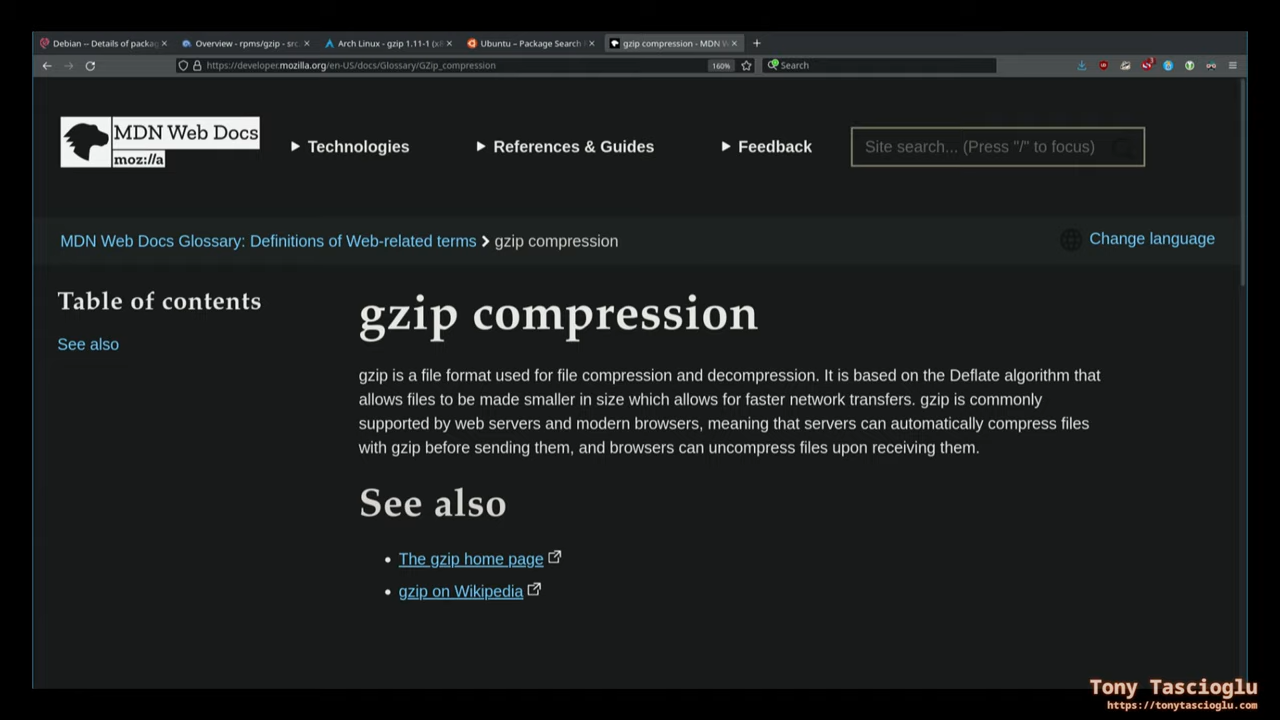 Debian -- Details of packag
Overview - rpms/gzip - src
Arch Linux - gzip 1.11-1 (x8
Ubuntu – Package Search
gzip compression - MDN W
https://developer.mozilla.org/en-US/docs/Glossary/GZip_compression
160%
Search
MDN Web Docs
moz://a
Technologies
References & Guides
Feedback
Site search... (Press "/" to focus)
MDN Web Docs Glossary: Definitions of Web-related terms
gzip compression
Change language
Table of contents
See also
gzip compression
gzip is a file format used for file compression and decompression. It is based on the Deflate algorithm that
allows files to be made smaller in size which allows for faster network transfers. gzip is commonly
supported by web servers and modern browsers, meaning that servers can automatically compress files
with gzip before sending them, and browsers can uncompress files upon receiving them.
See also
The gzip home page
gzip on Wikipedia
Tony Tascioglu
https://tonytascioglu.com